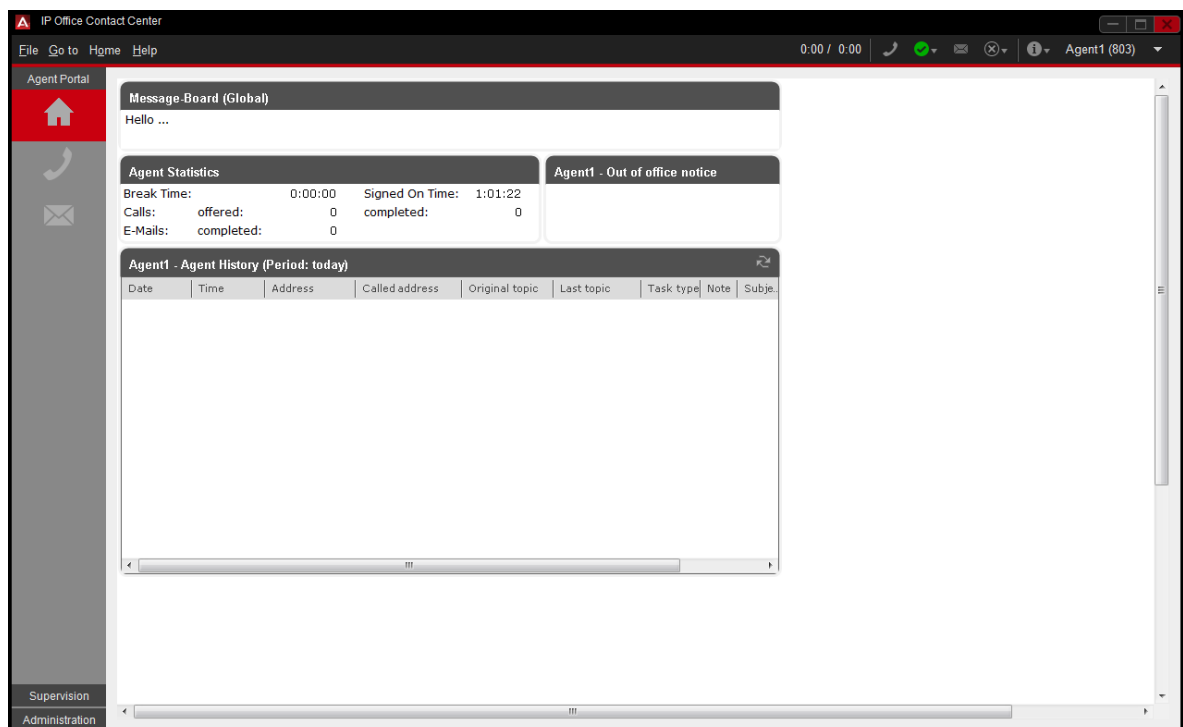 IP Office Contact Center
File Go to Home Help 0:00 / 0:00 Agent1 (803)
Agent Portal
Message-Board (Global)
Hello ...
Agent Statistics
Break Time: 0:00:00 Signed On Time: 1:01:22
Calls: offered: 0 completed: 0
E-Mails: completed: 0
Agent1 - Out of office notice
Agent1 - Agent History (Period: today)
Date Time Address Called address Original topic Last topic Task type Note Subje..
Supervision
Administration